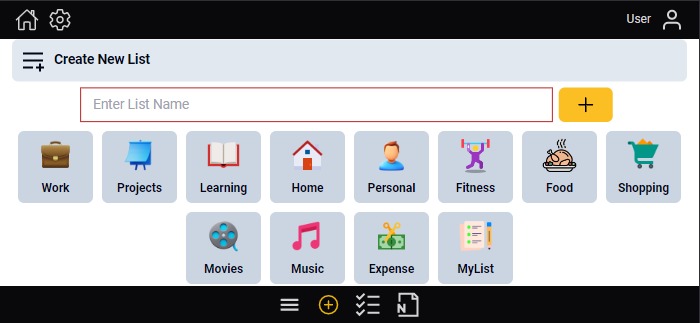 User
Create New List
Enter List Name
Work Projects Learning Home Personal Fitness Food Shopping
Movies Music Expense MyList
N